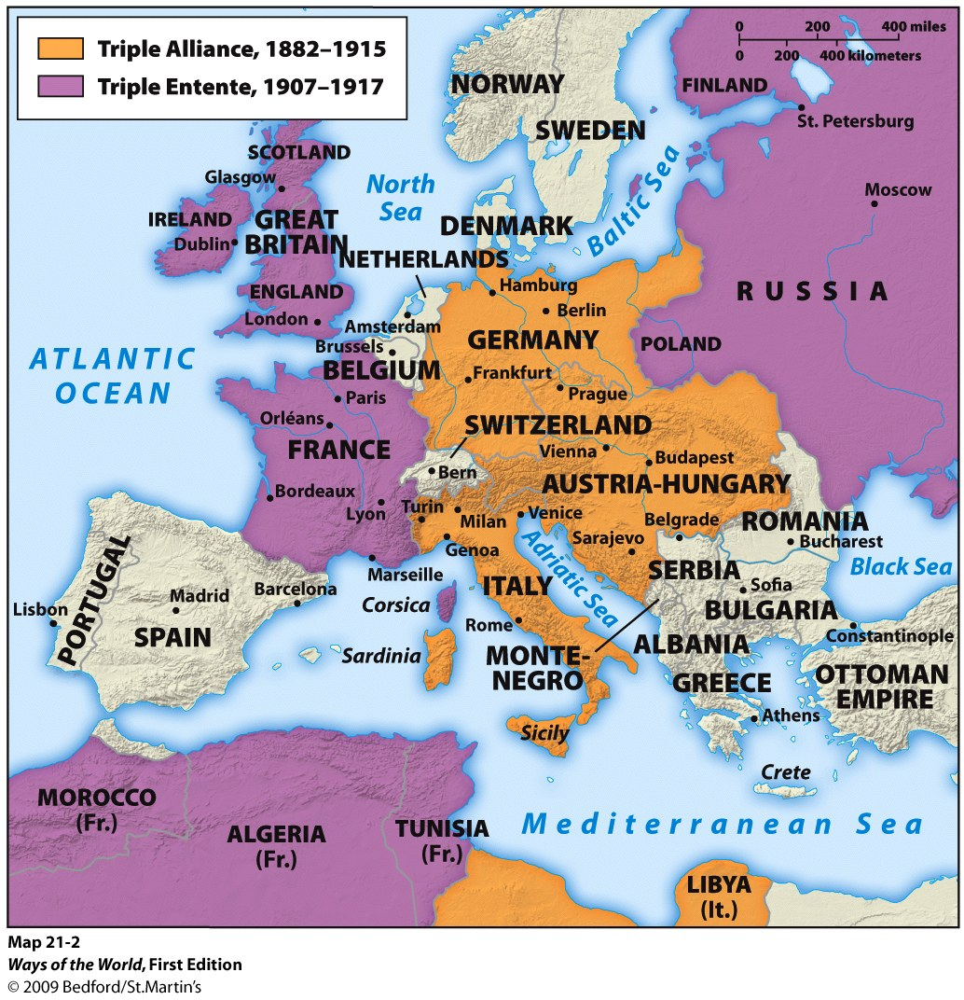 Triple Alliance, 1882–1915
Triple Entente, 1907–1917
0 200 400 miles
0 200 400 kilometers
NORWAY
SWEDEN
FINLAND
St. Petersburg
SCOTLAND
Glasgow
North
Sea
Baltic Sea
Moscow
IRELAND
Dublin
GREAT
BRITAIN
DENMARK
NETHERLANDS
ENGLAND
London
Hamburg
Berlin
RUSSIA
Amsterdam
Brussels
GERMANY
POLAND
ATLANTIC
OCEAN
BELGIUM
Frankfurt
Prague
Paris
Orléans
SWITZERLAND
FRANCE
Vienna
Budapest
Bern
AUSTRIA-HUNGARY
Bordeaux
Lyon
Turin
Milan
Venice
Belgrade
ROMANIA
Bucharest
Genoa
Sarajevo
Adriatic Sea
Black Sea
Marseille
SERBIA
Sofia
PORTUGAL
Madrid
Barcelona
Corsica
ITALY
BULGARIA
Lisbon
SPAIN
Rome
Constantinople
Sardinia
MONTE-
NEGRO
ALBANIA
GREECE
OTTOMAN
EMPIRE
Athens
Sicily
Crete
MOROCCO
(Fr.)
ALGERIA
(Fr.)
TUNISIA
(Fr.)
Mediterranean Sea
LIBYA
(It.)
Map 21-2
Ways of the World, First Edition
© 2009 Bedford/St.Martin's